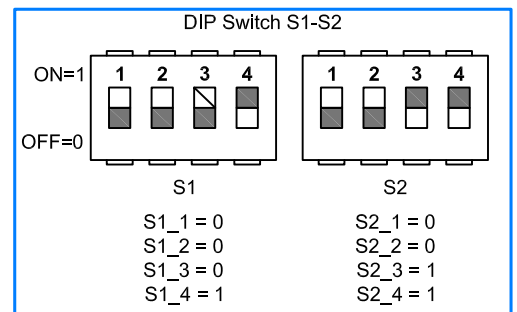 DIP Switch S1-S2
ON=1
1 2 3 4
1 2 3 4
OFF=0
S1
S2
S1_1 = 0
S1_2 = 0
S1_3 = 0
S1_4 = 1
S2_1 = 0
S2_2 = 0
S2_3 = 1
S2_4 = 1